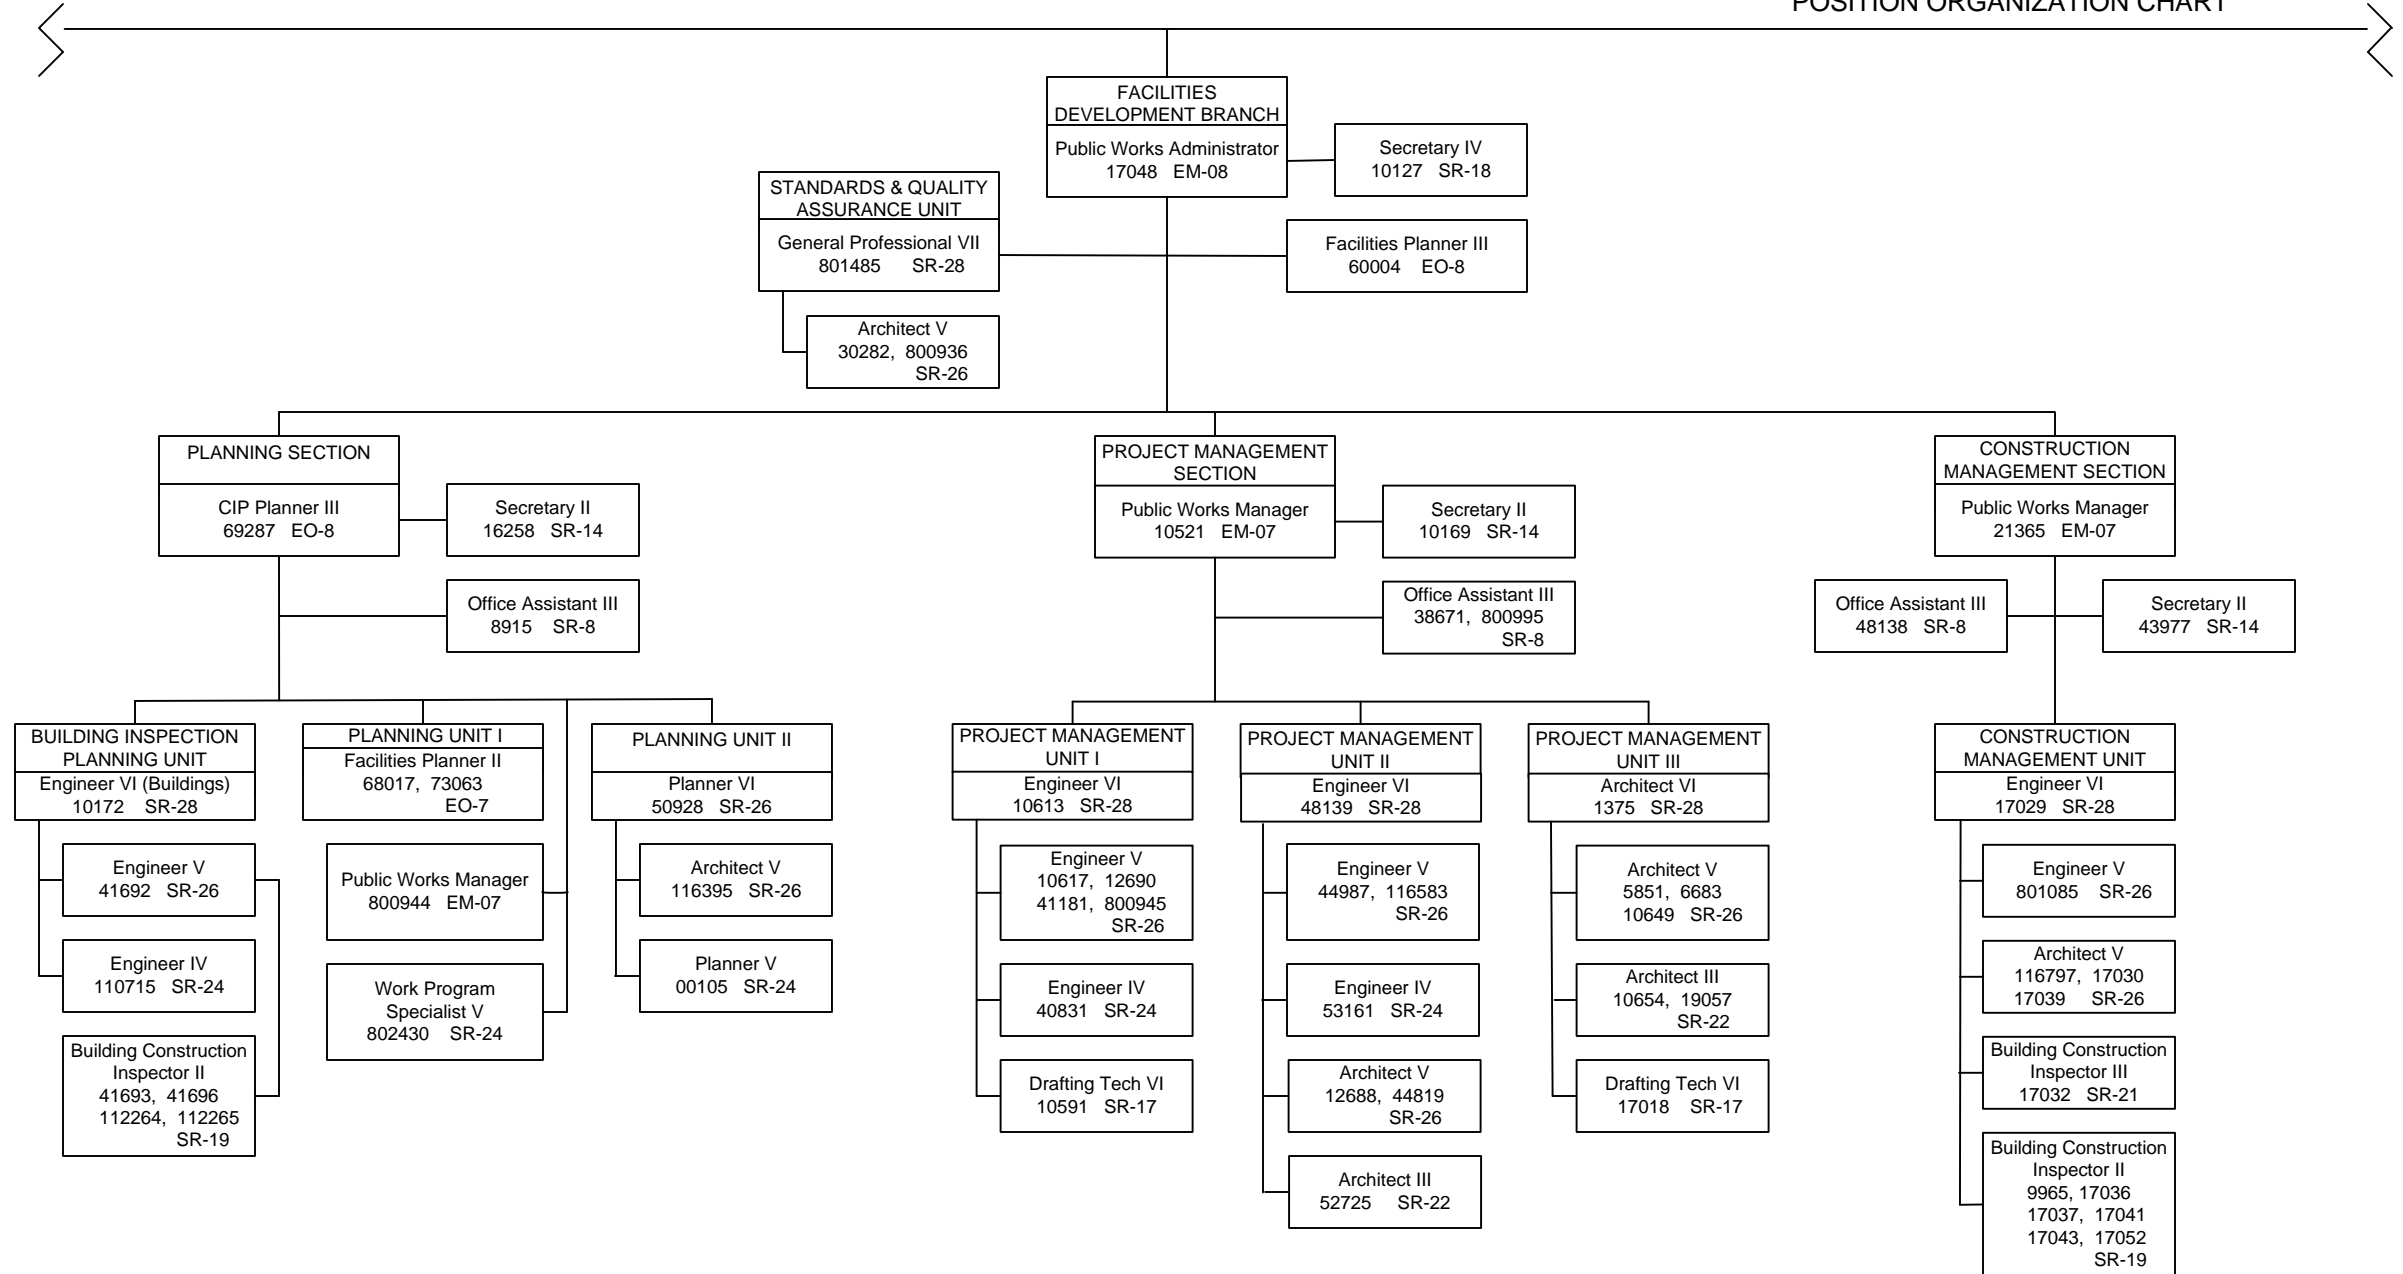 POSITION ORGANIZATION CHART
FACILITIES
DEVELOPMENT BRANCH
Public Works Administrator
17048 EM-08
Secretary IV
10127 SR-18
STANDARDS & QUALITY
ASSURANCE UNIT
General Professional VII
801485 SR-28
Facilities Planner III
60004 EO-8
Architect V
30282, 800936
SR-26
PLANNING SECTION
CIP Planner III
69287 EO-8
Secretary II
16258 SR-14
Office Assistant III
8915 SR-8
PROJECT MANAGEMENT
SECTION
Public Works Manager
10521 EM-07
Secretary II
10169 SR-14
Office Assistant III
38671, 800995
SR-8
CONSTRUCTION
MANAGEMENT SECTION
Public Works Manager
21365 EM-07
Office Assistant III
48138 SR-8
Secretary II
43977 SR-14
BUILDING INSPECTION
PLANNING UNIT
Engineer VI (Buildings)
10172 SR-28
Engineer V
41692 SR-26
Engineer IV
110715 SR-24
Building Construction
Inspector II
41693, 41696
112264, 112265
SR-19
PLANNING UNIT I
Facilities Planner II
68017, 73063
EO-7
Public Works Manager
800944 EM-07
Work Program
Specialist V
802430 SR-24
PLANNING UNIT II
Planner VI
50928 SR-26
Architect V
116395 SR-26
Planner V
00105 SR-24
PROJECT MANAGEMENT
UNIT I
Engineer VI
10613 SR-28
Engineer V
10617, 12690
41181, 800945
SR-26
Engineer IV
40831 SR-24
Drafting Tech VI
10591 SR-17
PROJECT MANAGEMENT
UNIT II
Engineer VI
48139 SR-28
Engineer V
44987, 116583
SR-26
Engineer IV
53161 SR-24
Architect V
12688, 44819
SR-26
Architect III
52725 SR-22
PROJECT MANAGEMENT
UNIT III
Architect VI
1375 SR-28
Architect V
5851, 6683
10649 SR-26
Architect III
10654, 19057
SR-22
Drafting Tech VI
17018 SR-17
CONSTRUCTION
MANAGEMENT UNIT
Engineer VI
17029 SR-28
Engineer V
801085 SR-26
Architect V
116797, 17030
17039 SR-26
Building Construction
Inspector III
17032 SR-21
Building Construction
Inspector II
9965, 17036
17037, 17041
17043, 17052
SR-19